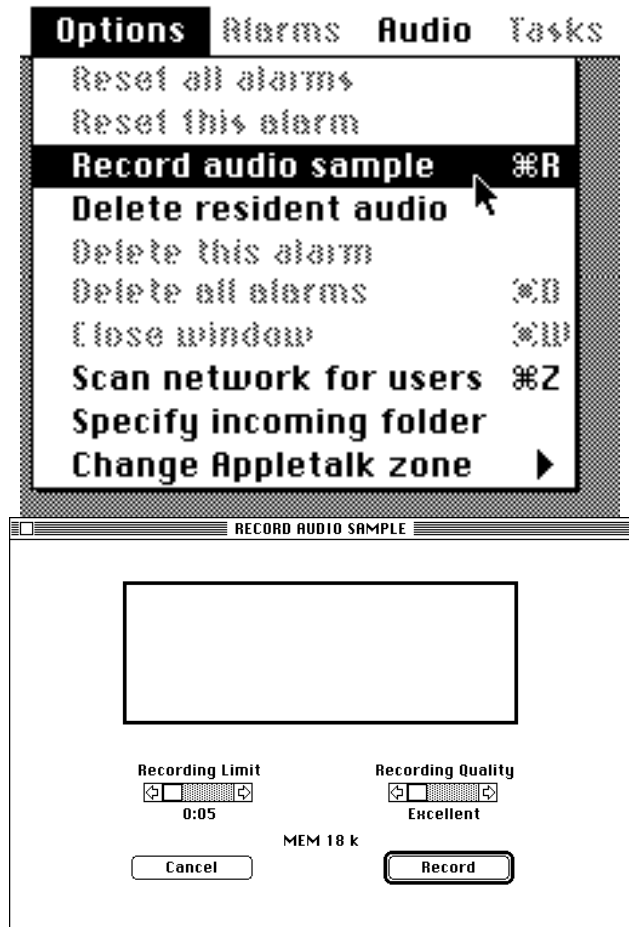 Options Alarms Audio Tasks
Reset all alarms
Reset this alarm
Record audio sample ⌘R
Delete resident audio
Delete this alarm
Delete all alarms ⌘D
Close window ⌘W
Scan network for users ⌘Z
Specify incoming folder
Change Appletalk zone
RECORD AUDIO SAMPLE
Recording Limit Recording Quality
0:05 Excellent
MEM 18 k
Cancel Record